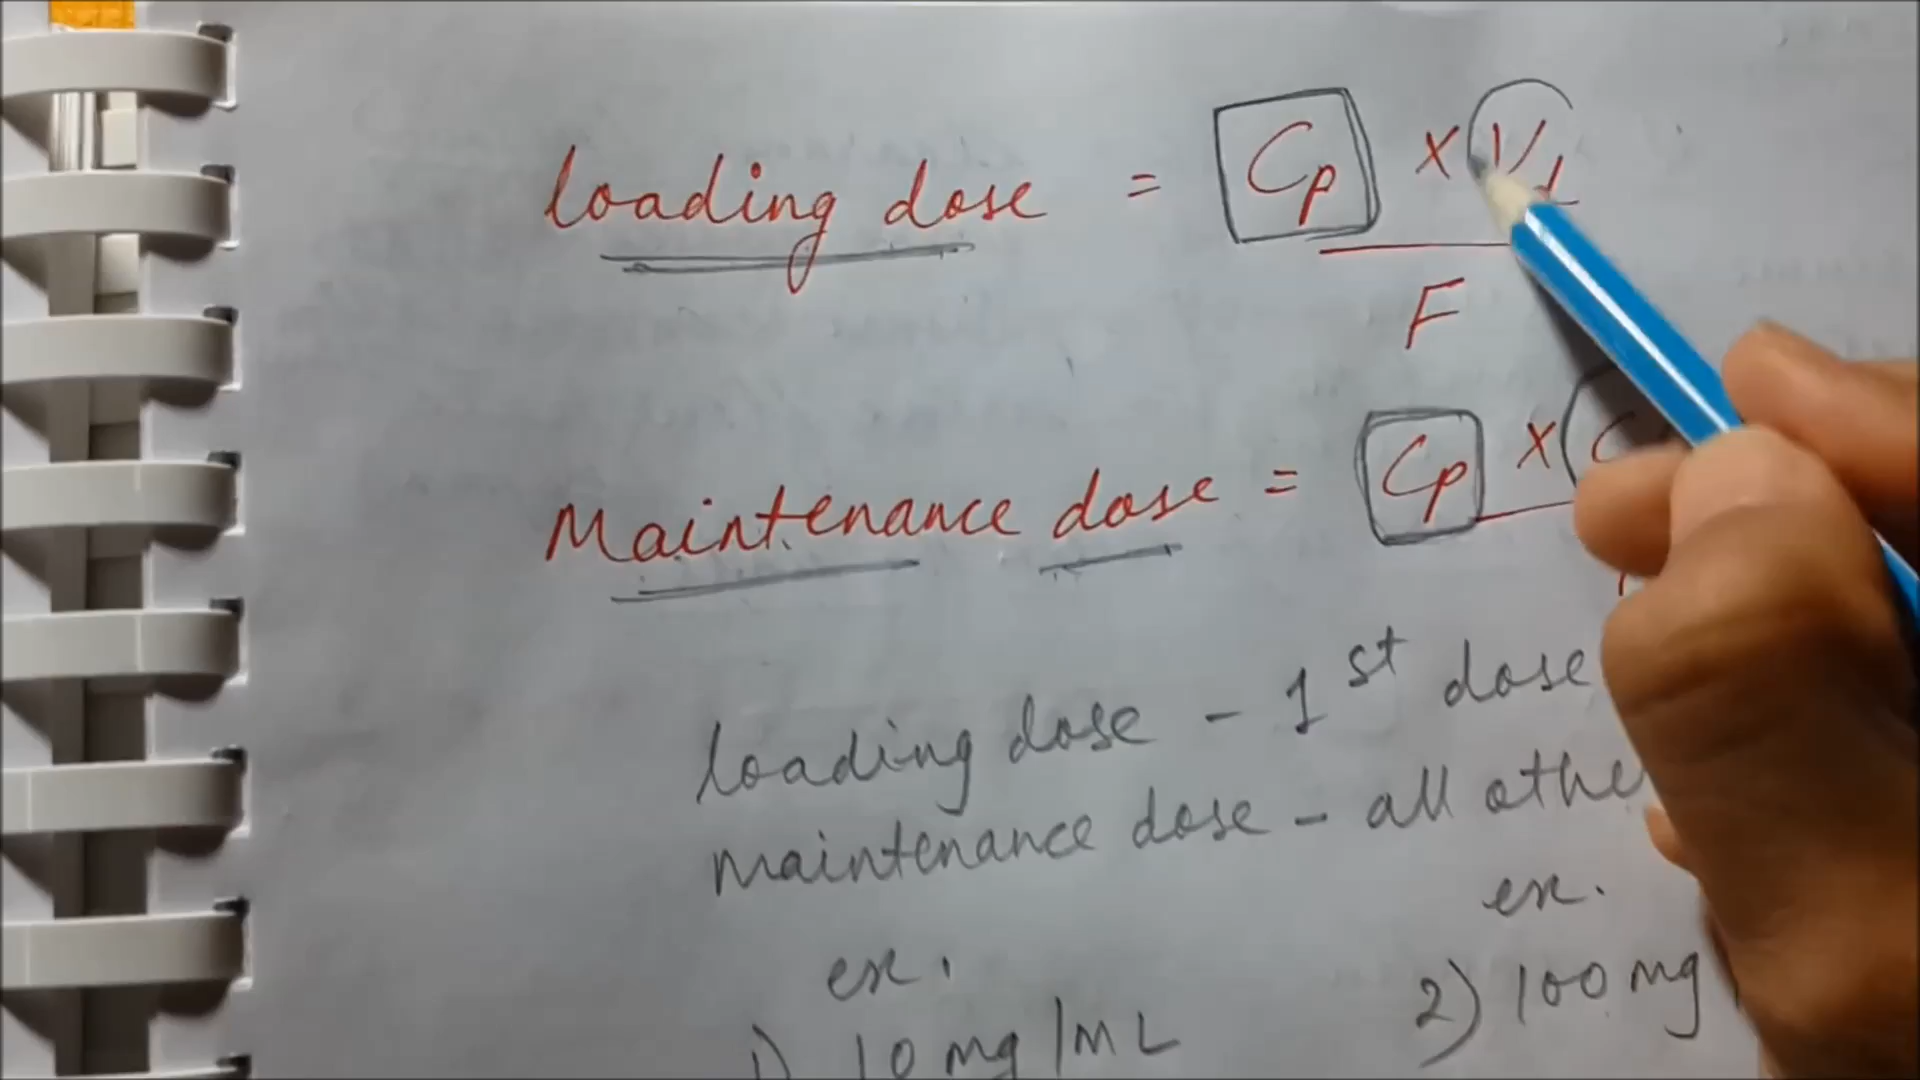 loading dose = Cp x Vd
F
Maintenance dose = Cp x C
loading dose - 1st dose
maintenance dose - all othe
ex.
ex.
1) 10 mg/ML
2) 100 mg